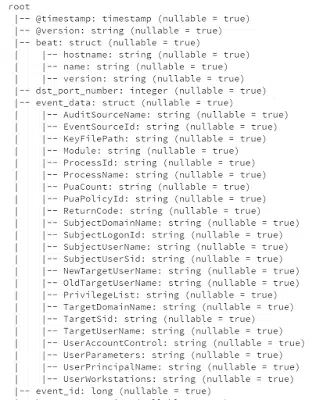 root
 |-- @timestamp: timestamp (nullable = true)
 |-- @version: string (nullable = true)
 |-- beat: struct (nullable = true)
 |    |-- hostname: string (nullable = true)
 |    |-- name: string (nullable = true)
 |    |-- version: string (nullable = true)
 |-- dst_port_number: integer (nullable = true)
 |-- event_data: struct (nullable = true)
 |    |-- AuditSourceName: string (nullable = true)
 |    |-- EventSourceId: string (nullable = true)
 |    |-- KeyFilePath: string (nullable = true)
 |    |-- Module: string (nullable = true)
 |    |-- ProcessId: string (nullable = true)
 |    |-- ProcessName: string (nullable = true)
 |    |-- PuaCount: string (nullable = true)
 |    |-- PuaPolicyId: string (nullable = true)
 |    |-- ReturnCode: string (nullable = true)
 |    |-- SubjectDomainName: string (nullable = true)
 |    |-- SubjectLogonId: string (nullable = true)
 |    |-- SubjectUserName: string (nullable = true)
 |    |-- SubjectUserSid: string (nullable = true)
 |    |-- NewTargetUserName: string (nullable = true)
 |    |-- OldTargetUserName: string (nullable = true)
 |    |-- PrivilegeList: string (nullable = true)
 |    |-- TargetDomainName: string (nullable = true)
 |    |-- TargetSid: string (nullable = true)
 |    |-- TargetUserName: string (nullable = true)
 |    |-- UserAccountControl: string (nullable = true)
 |    |-- UserParameters: string (nullable = true)
 |    |-- UserPrincipalName: string (nullable = true)
 |    |-- UserWorkstations: string (nullable = true)
 |-- event_id: long (nullable = true)